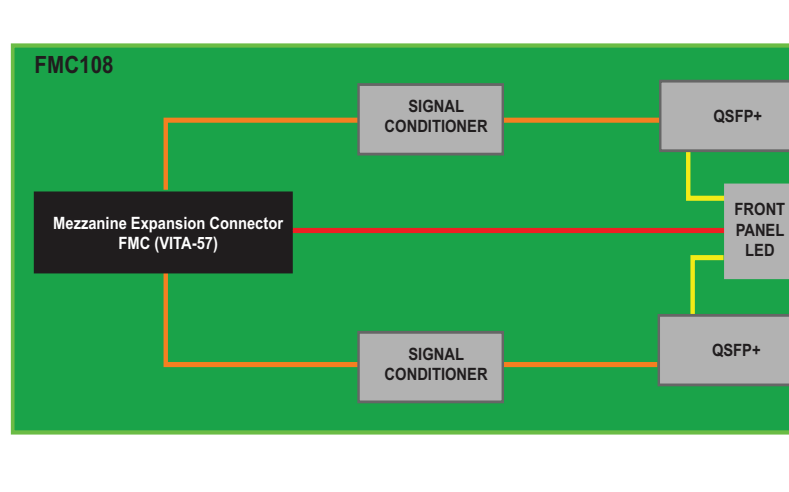 FMC108
SIGNAL
CONDITIONER
QSFP+
Mezzanine Expansion Connector
FMC (VITA-57)
FRONT
PANEL
LED
SIGNAL
CONDITIONER
QSFP+